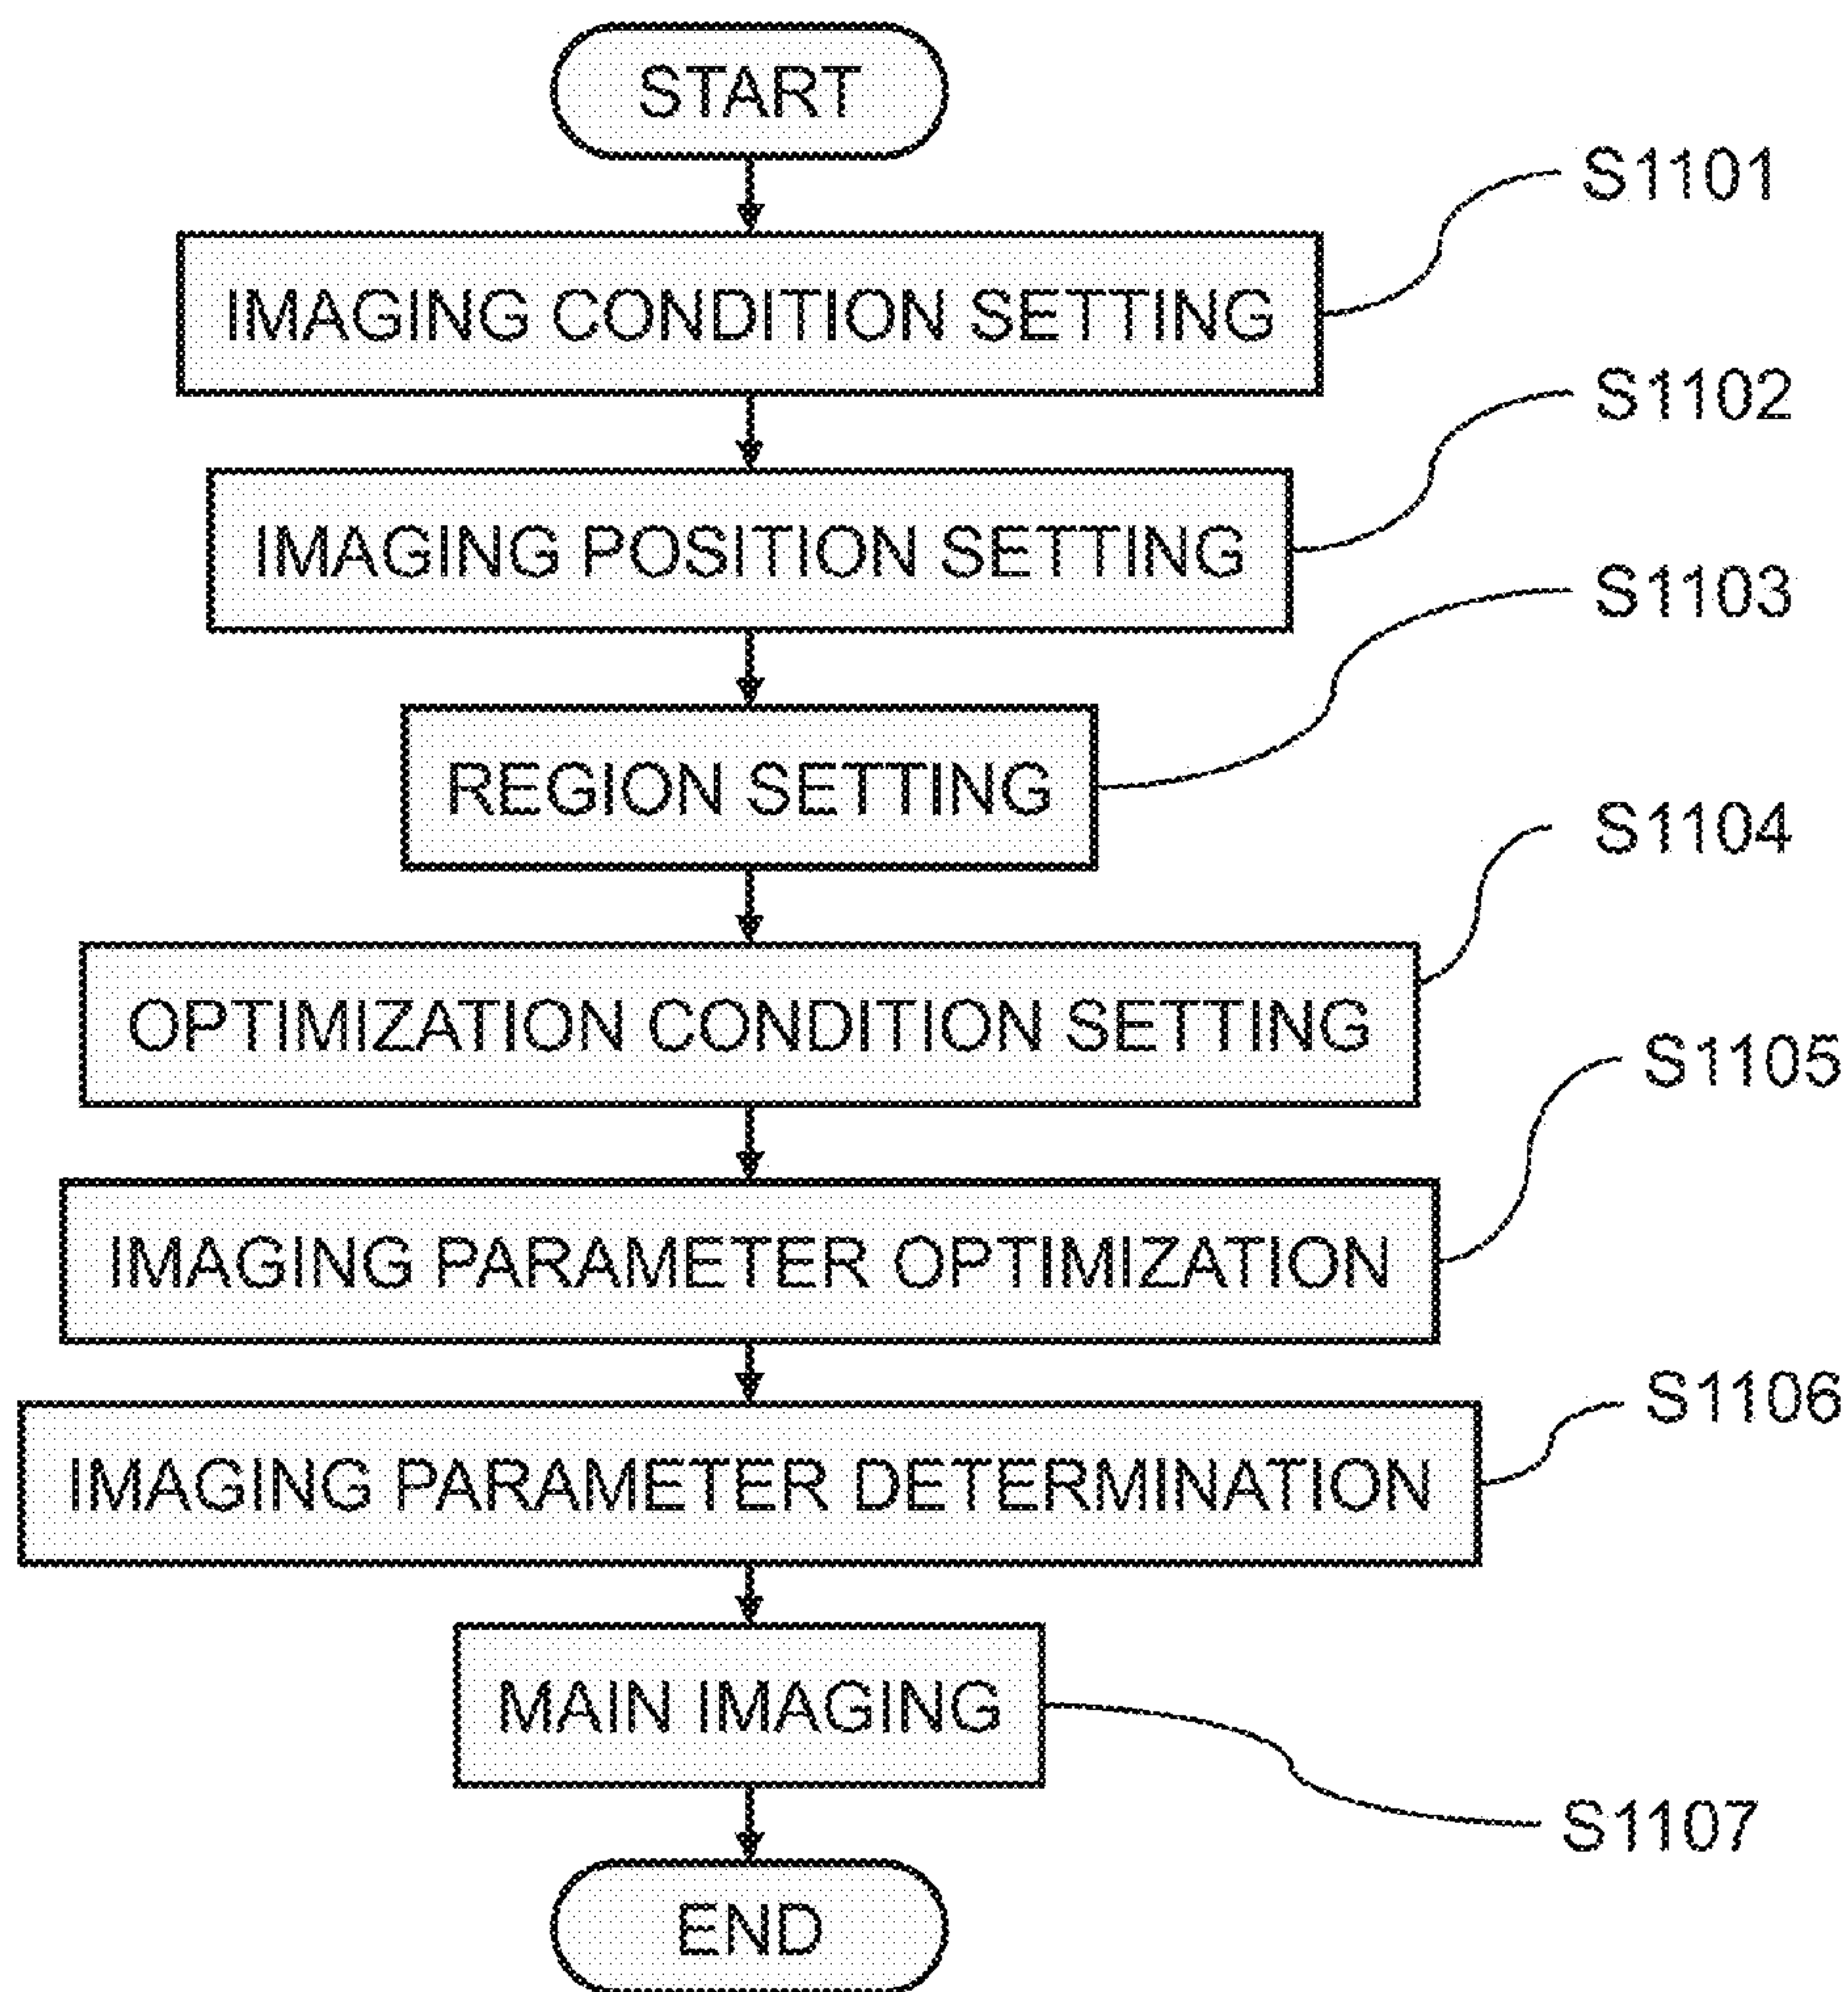 START
S1101
IMAGING CONDITION SETTING
S1102
IMAGING POSITION SETTING
S1103
REGION SETTING
S1104
OPTIMIZATION CONDITION SETTING
S1105
IMAGING PARAMETER OPTIMIZATION
S1106
IMAGING PARAMETER DETERMINATION
MAIN IMAGING
S1107
END